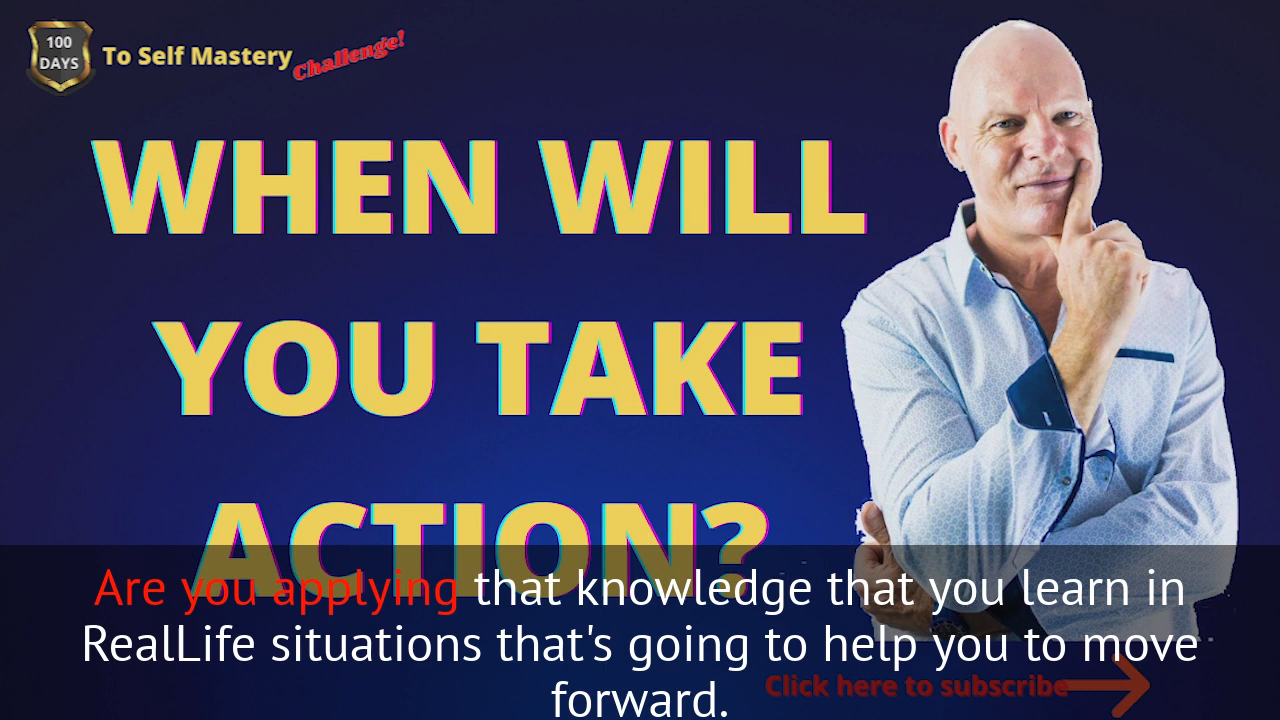 100
DAYS
To Self Mastery
Challenge!
WHEN WILL
YOU TAKE
ACTION?
Are you applying that knowledge that you learn in
RealLife situations that's going to help you to move
forward.
Click here to subscribe